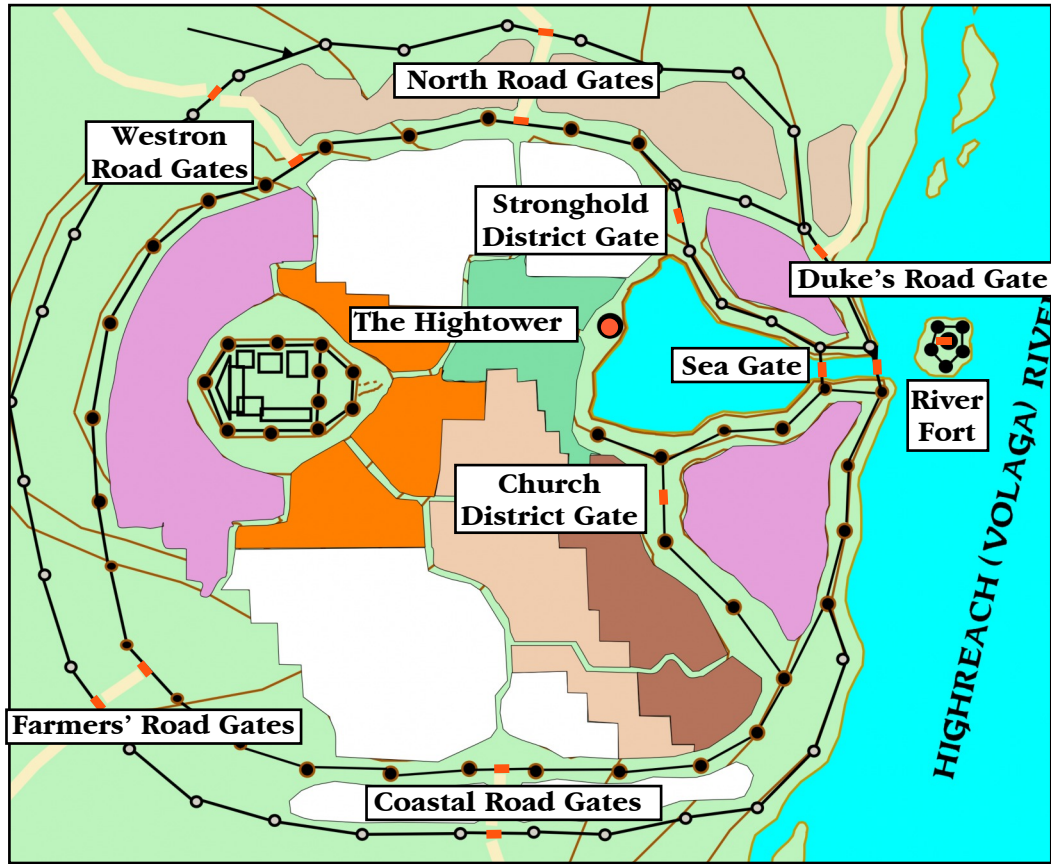 North Road Gates
Westron
Road Gates
Stronghold
District Gate
Duke's Road Gate
The Hightower
Sea Gate
River
Fort
Church
District Gate
Farmers' Road Gates
Coastal Road Gates
HIGHREACH (VOLAGA) RIVER